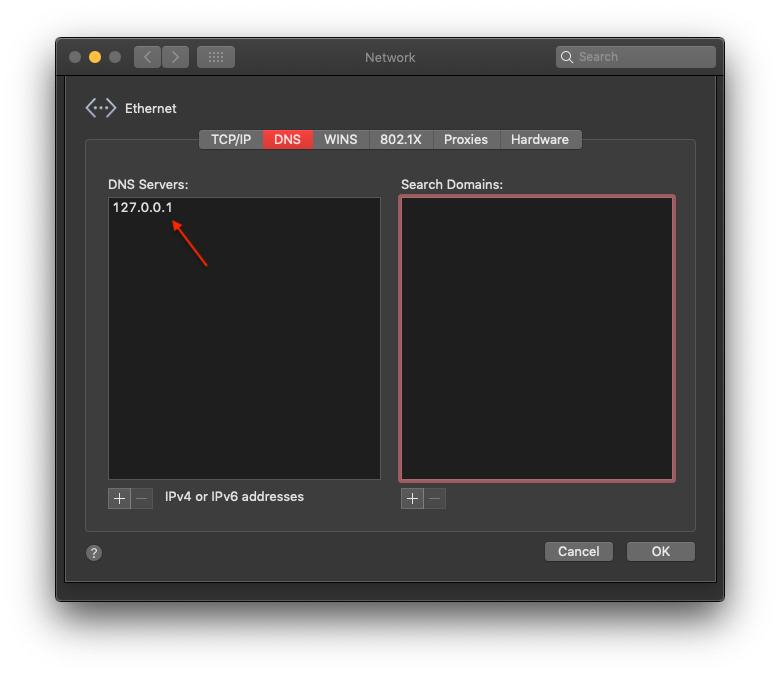 Network
Search
Ethernet
TCP/IP DNS WINS 802.1X Proxies Hardware
DNS Servers:
127.0.0.1
IPv4 or IPv6 addresses
Search Domains:
?
Cancel OK